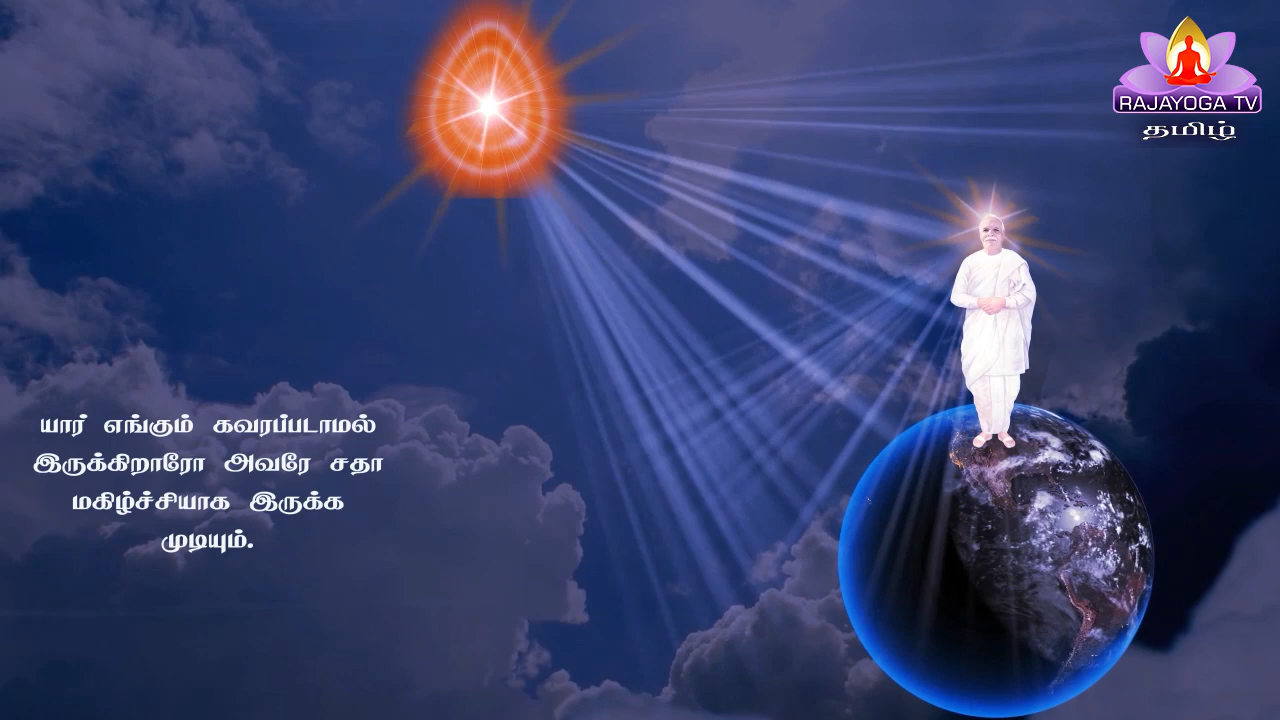 RAJAYOGA TV
தமிழ்
யார் எங்கும் கவரப்படாமல்
இருக்கிறாரோ அவரே சதா
மகிழ்ச்சியாக இருக்க
முடியும்.